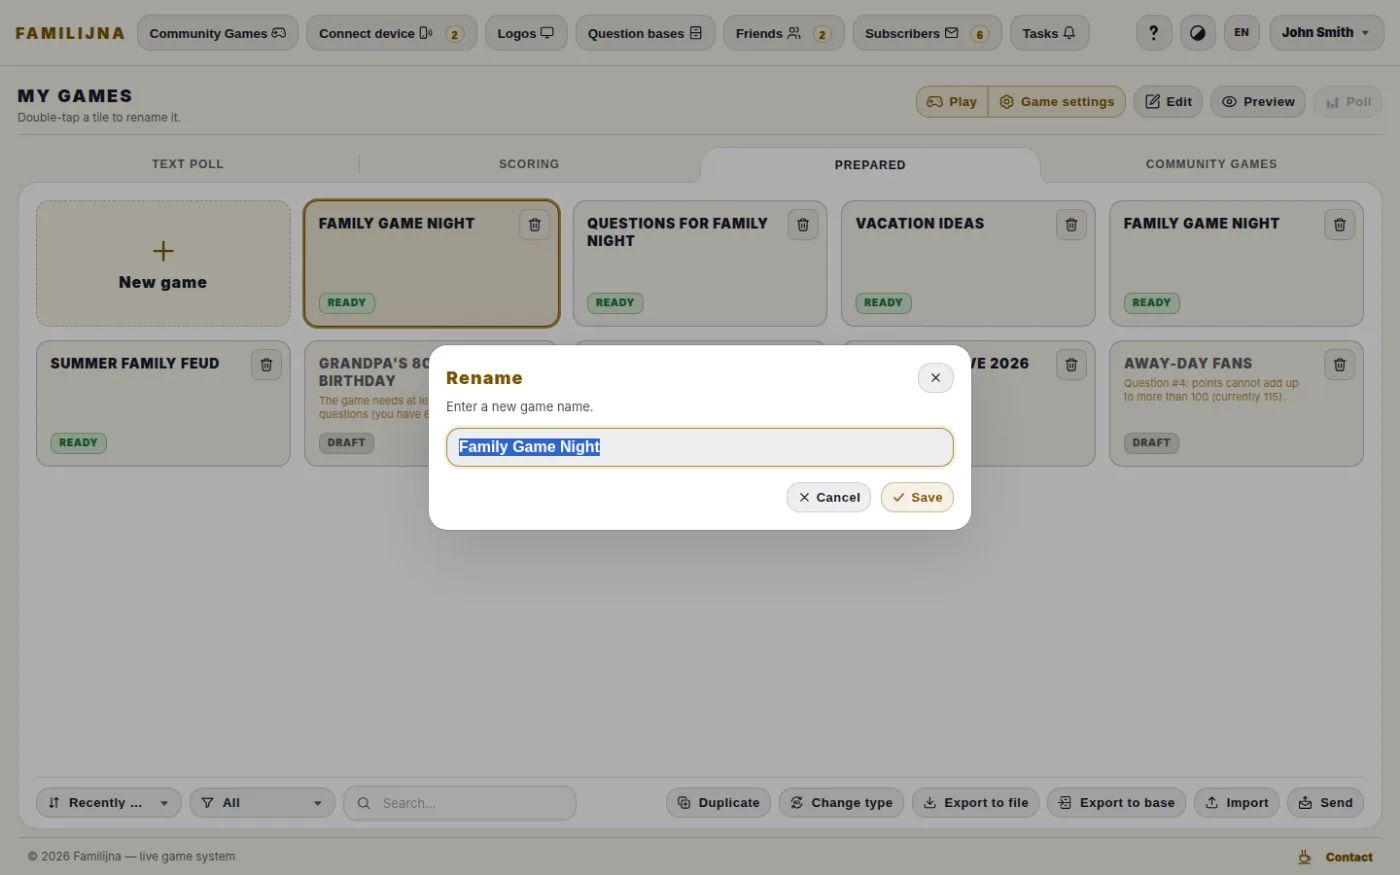 FAMILIJNA
Community Games
Connect device 2
Logos
Question bases
Friends 2
Subscribers 6
Tasks
?
EN
John Smith
MY GAMES
Double-tap a tile to rename it.
Play
Game settings
Edit
Preview
Poll
TEXT POLL
SCORING
PREPARED
COMMUNITY GAMES
New game
FAMILY GAME NIGHT
READY
QUESTIONS FOR FAMILY
NIGHT
READY
VACATION IDEAS
READY
FAMILY GAME NIGHT
READY
SUMMER FAMILY FEUD
READY
GRANDPA'S
BIRTHDAY
The game needs at
questions (you have
DRAFT
2026
AWAY-DAY FANS
Question #4: points cannot add up
to more than 100 (currently 115).
DRAFT
Rename
Enter a new game name.
Family Game Night
Cancel
Save
Recently ...
All
Search...
Duplicate
Change type
Export to file
Export to base
Import
Send
© 2026 Familijna — live game system
Contact